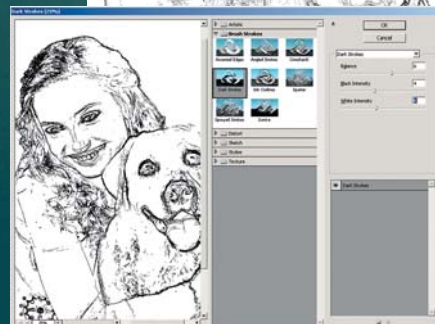 Dark Strokes (20%)
Artistic
Brush Strokes
Accented Edges
Angled Strokes
Crosshatch
Dark Strokes
Ink Outlines
Spatter
Sprayed Strokes
Sumi-e
Distort
Sketch
Stylize
Texture
OK
Cancel
Dark Strokes
Balance
Black Intensity
White Intensity
Dark Strokes